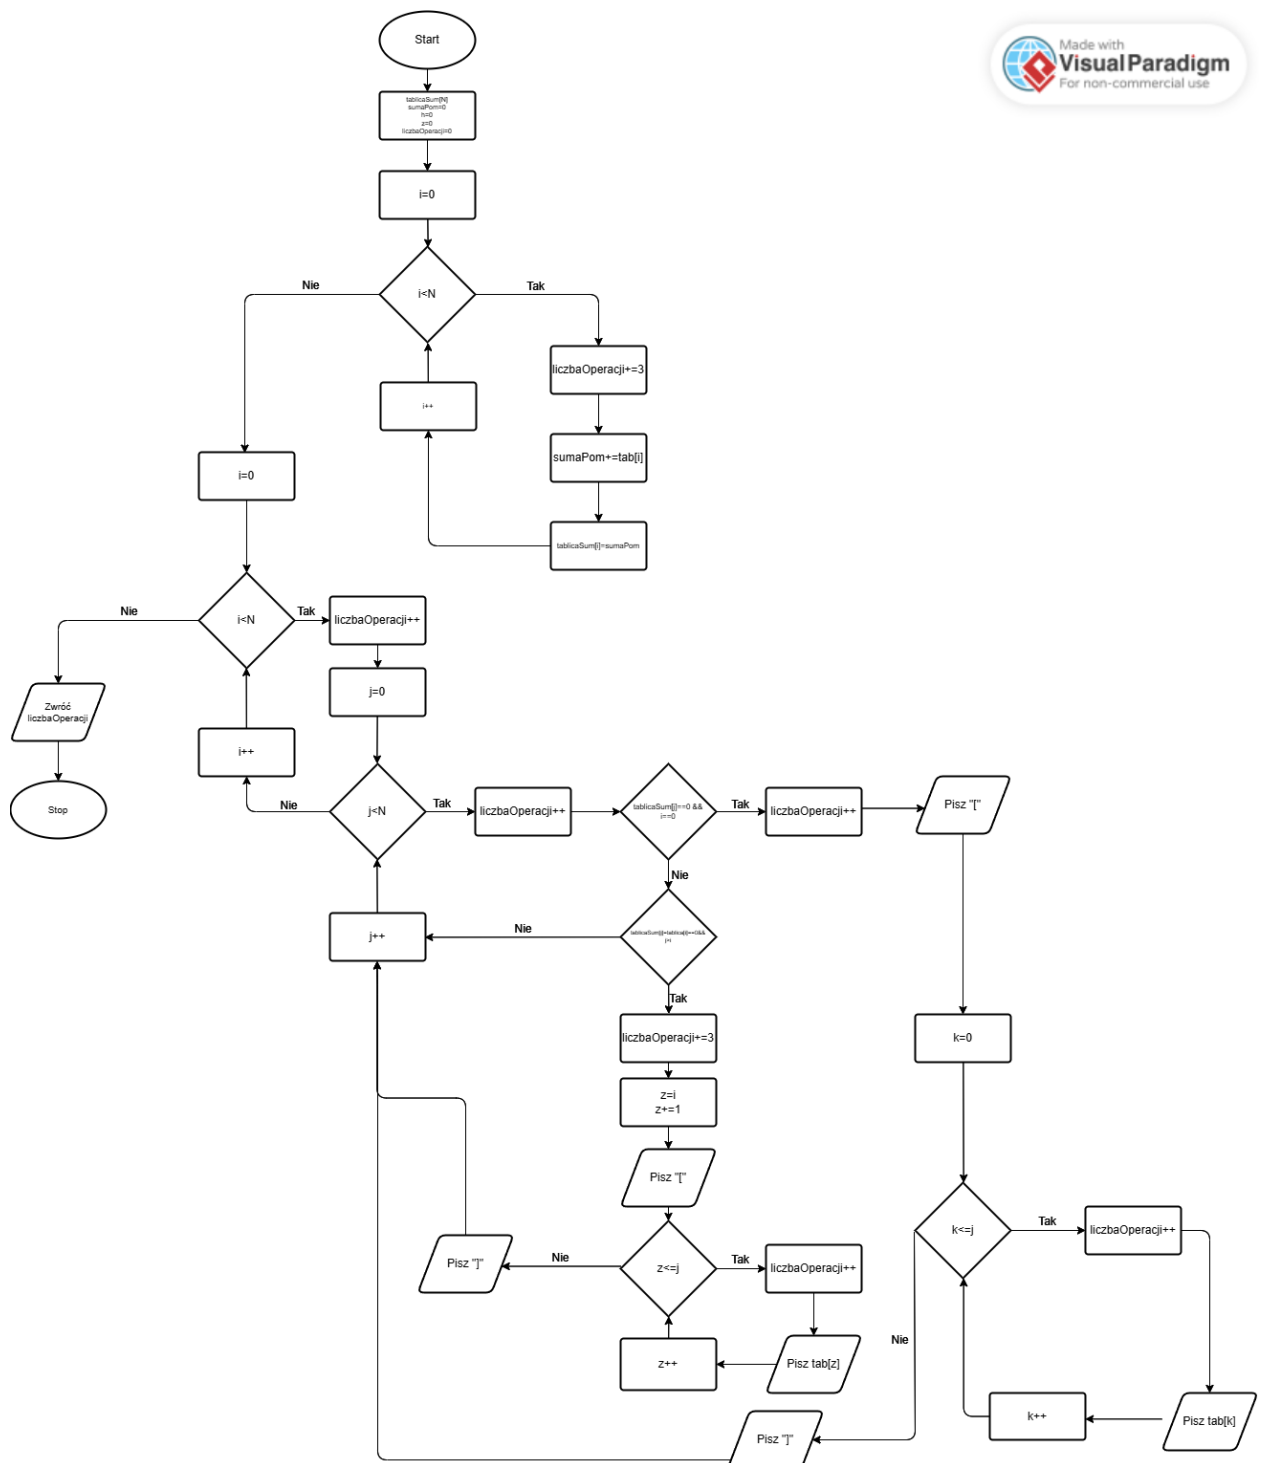 Start
Made with
Visual Paradigm
For non-commercial use
tablicaSum[N]
sumaPom=0
h=0
z=0
liczbaOperacji=0
i=0
Nie
i<N
Tak
liczbaOperacji+=3
i++
sumaPom+=tab[i]
tablicaSum[i]=sumaPom
i=0
Nie
i<N
Tak
liczbaOperacji++
j=0
Zwróć
liczbaOperacji
i++
Stop
Nie
j<N
Tak
liczbaOperacji++
tablicaSum[j]==0 &&
i==0
Tak
liczbaOperacji++
Pisz "["
Nie
j++
Nie
Tak
liczbaOperacji+=3
k=0
z=i
z+=1
Pisz "["
k<=j
Tak
liczbaOperacji++
Pisz "]"
Nie
z<=j
Tak
liczbaOperacji++
Nie
z++
Pisz tab[z]
k++
Pisz tab[k]
Pisz "]"